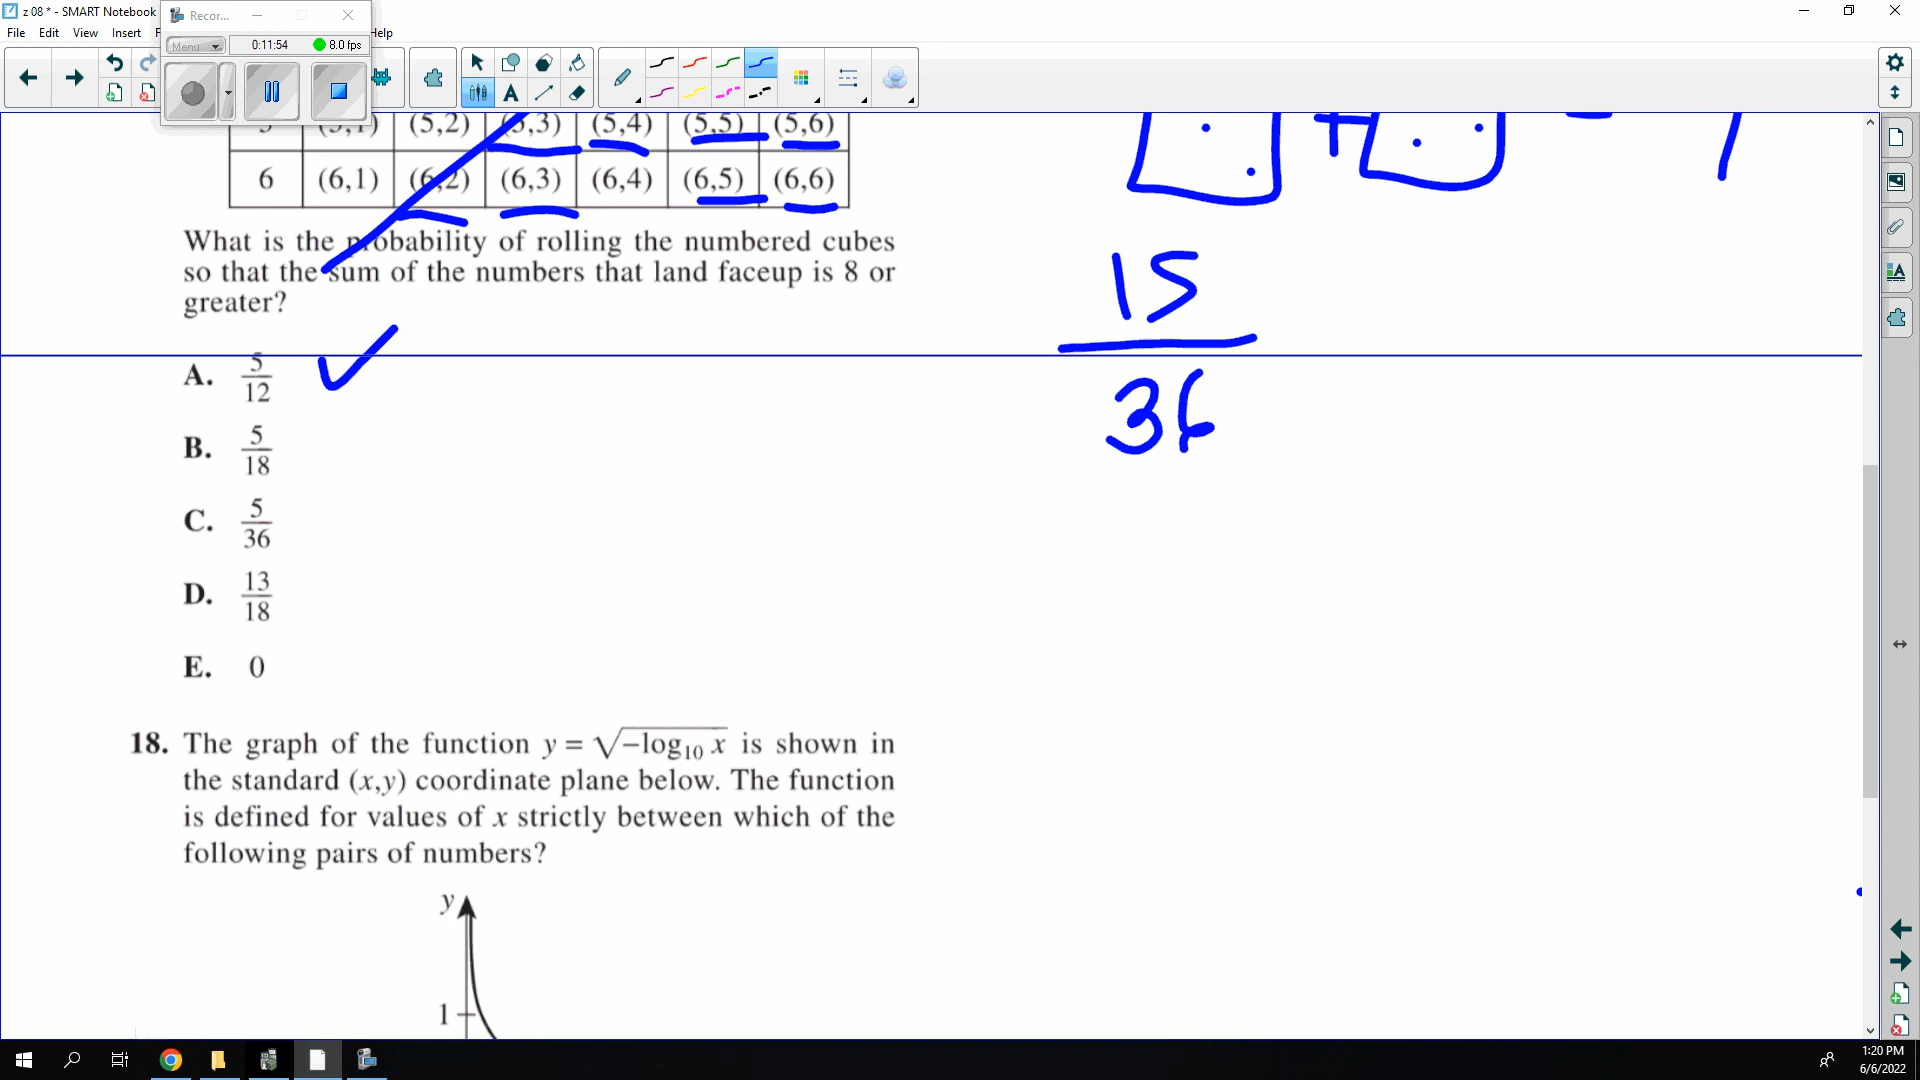 z 08 * - SMART Notebook
Recor...
File Edit View Insert
Help
Menu
0:11:54
8.0 fps
(5,2) (5,3) (5,4) (5,5) (5,6)
6 (6,1) (6,2) (6,3) (6,4) (6,5) (6,6)
What is the probability of rolling the numbered cubes
so that the sum of the numbers that land faceup is 8 or
greater?
A. 5/12
B. 5/18
C. 5/36
D. 13/18
E. 0
15
36
18. The graph of the function y = √−log₁₀ x is shown in
the standard (x,y) coordinate plane below. The function
is defined for values of x strictly between which of the
following pairs of numbers?
y
1
1:20 PM
6/6/2022